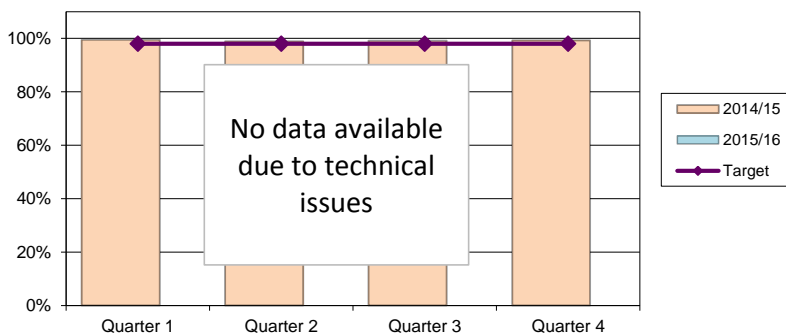 100%
80%
60%
40%
20%
0%
No data available
due to technical
issues
Quarter 1
Quarter 2
Quarter 3
Quarter 4
2014/15
2015/16
Target